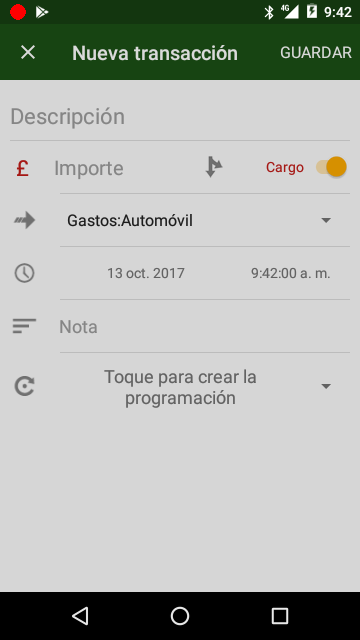 4G 9:42
Nueva transacción GUARDAR
Descripción
£ Importe Cargo
Gastos:Automóvil
13 oct. 2017 9:42:00 a. m.
Nota
Toque para crear la
programación